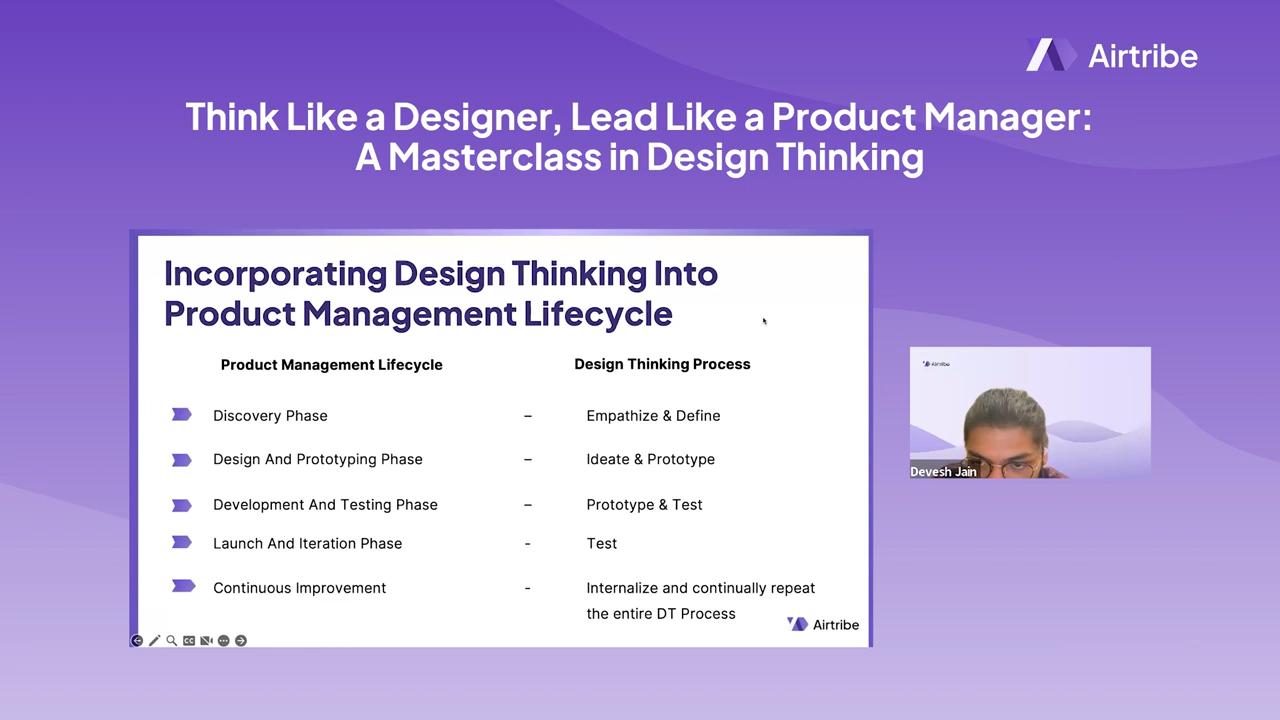 Airtribe
Think Like a Designer, Lead Like a Product Manager:
A Masterclass in Design Thinking
Incorporating Design Thinking Into
Product Management Lifecycle
Product Management Lifecycle Design Thinking Process
Discovery Phase – Empathize & Define
Design And Prototyping Phase – Ideate & Prototype
Development And Testing Phase – Prototype & Test
Launch And Iteration Phase - Test
Continuous Improvement - Internalize and continually repeat
the entire DT Process
Airtribe
CC
Airtribe
Devesh Jain